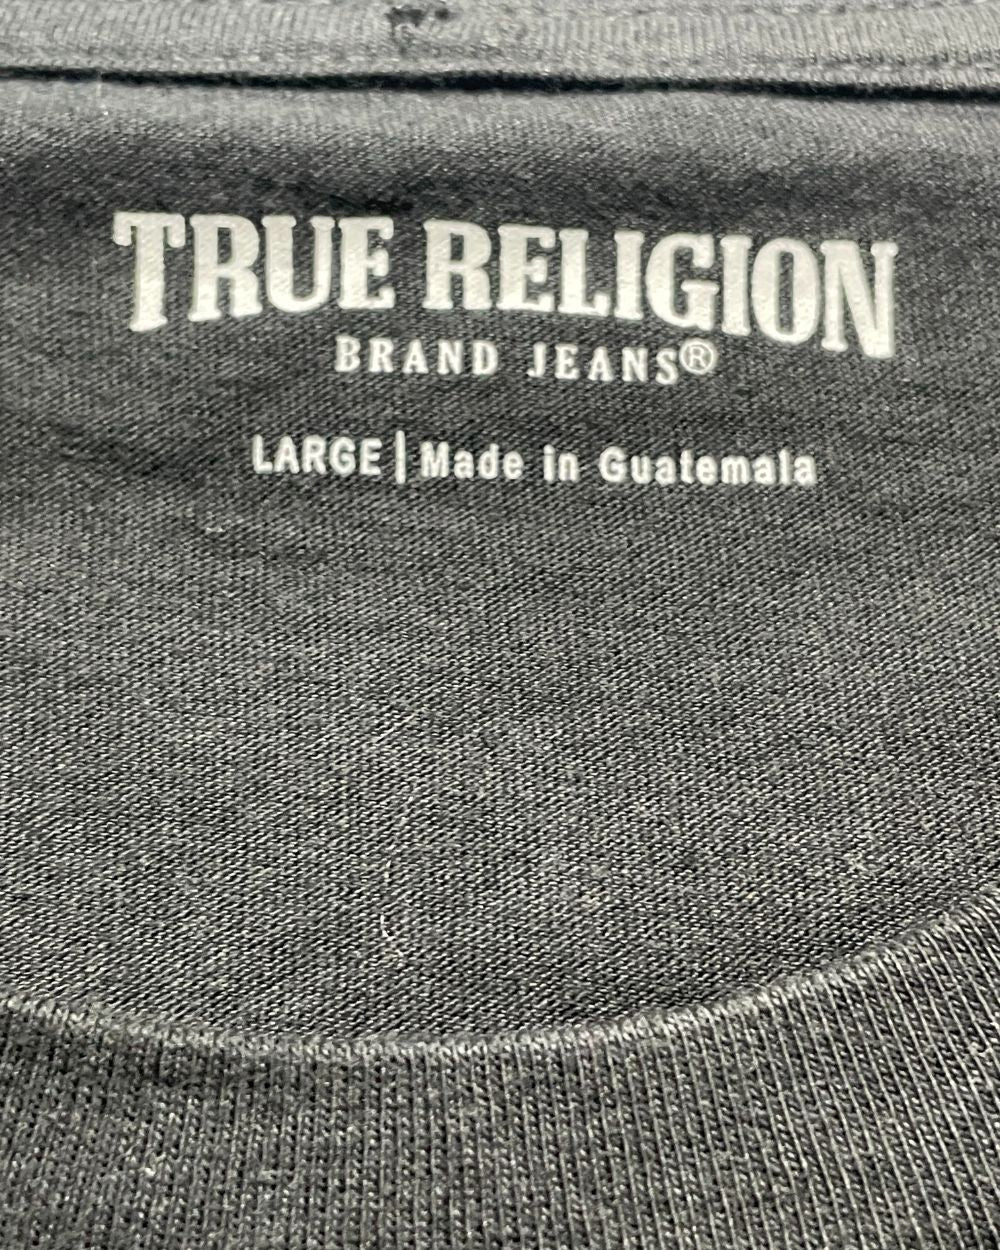 TRUE RELIGION
BRAND JEANS®
LARGE | Made in Guatemala